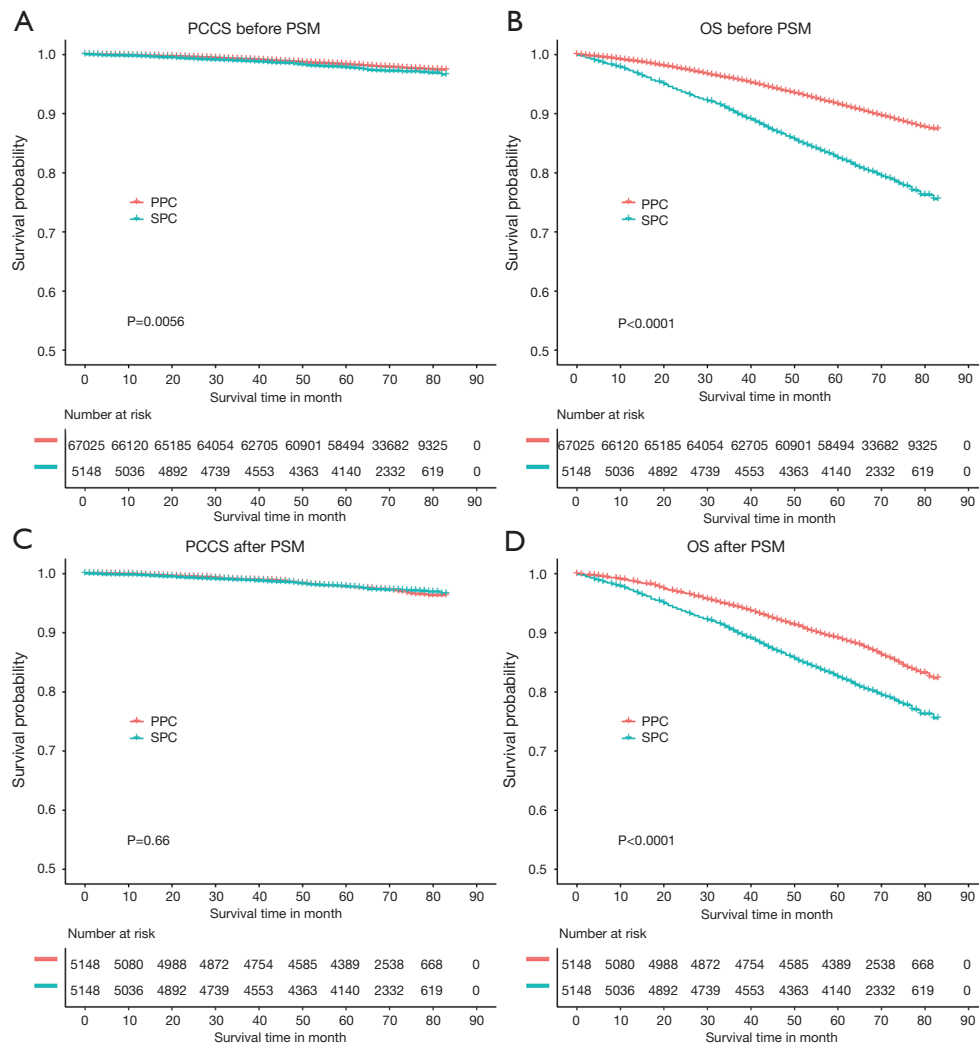 A
PCCS before PSM
Survival probability
1.0
0.9
0.8
0.7
0.6
0.5
PPC
SPC
P=0.0056
0 10 20 30 40 50 60 70 80 90
Survival time in month
Number at risk
67025 66120 65185 64054 62705 60901 58494 33682 9325 0
5148 5036 4892 4739 4553 4363 4140 2332 619 0
0 10 20 30 40 50 60 70 80 90
Survival time in month
B
OS before PSM
Survival probability
1.0
0.9
0.8
0.7
0.6
0.5
PPC
SPC
P<0.0001
0 10 20 30 40 50 60 70 80 90
Survival time in month
Number at risk
67025 66120 65185 64054 62705 60901 58494 33682 9325 0
5148 5036 4892 4739 4553 4363 4140 2332 619 0
0 10 20 30 40 50 60 70 80 90
Survival time in month
C
PCCS after PSM
Survival probability
1.0
0.9
0.8
0.7
0.6
0.5
PPC
SPC
P=0.66
0 10 20 30 40 50 60 70 80 90
Survival time in month
Number at risk
5148 5080 4988 4872 4754 4585 4389 2538 668 0
5148 5036 4892 4739 4553 4363 4140 2332 619 0
0 10 20 30 40 50 60 70 80 90
Survival time in month
D
OS after PSM
Survival probability
1.0
0.9
0.8
0.7
0.6
0.5
PPC
SPC
P<0.0001
0 10 20 30 40 50 60 70 80 90
Survival time in month
Number at risk
5148 5080 4988 4872 4754 4585 4389 2538 668 0
5148 5036 4892 4739 4553 4363 4140 2332 619 0
0 10 20 30 40 50 60 70 80 90
Survival time in month